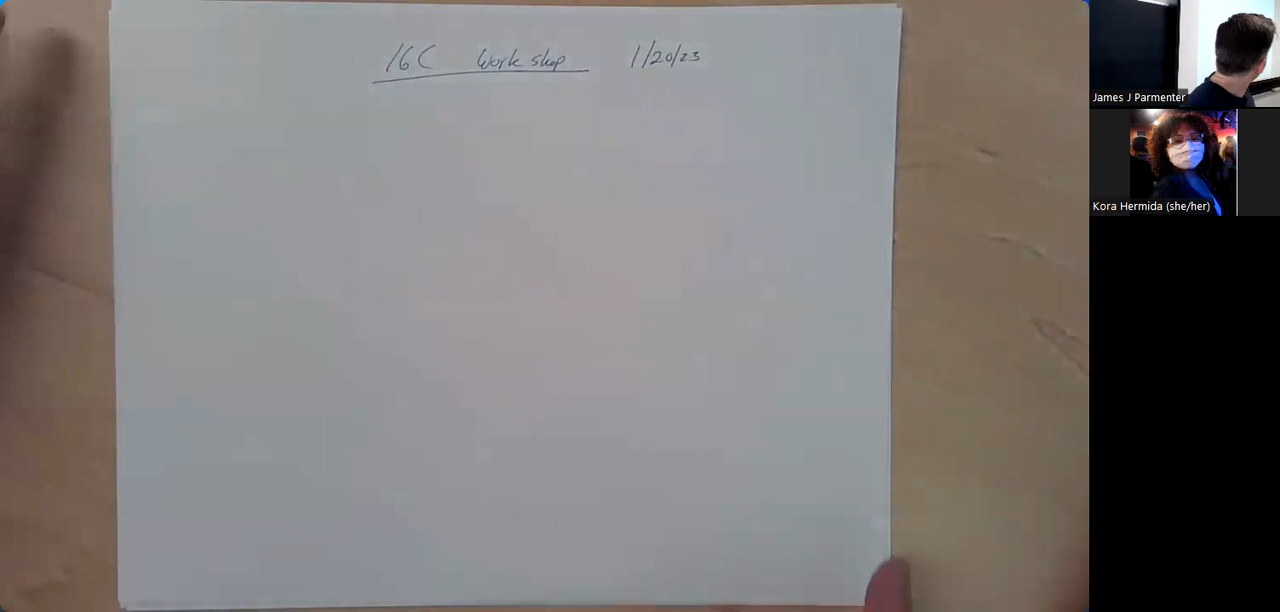 16C Workshop 1/20/23
James J Parmenter
Kora Hermida (she/her)